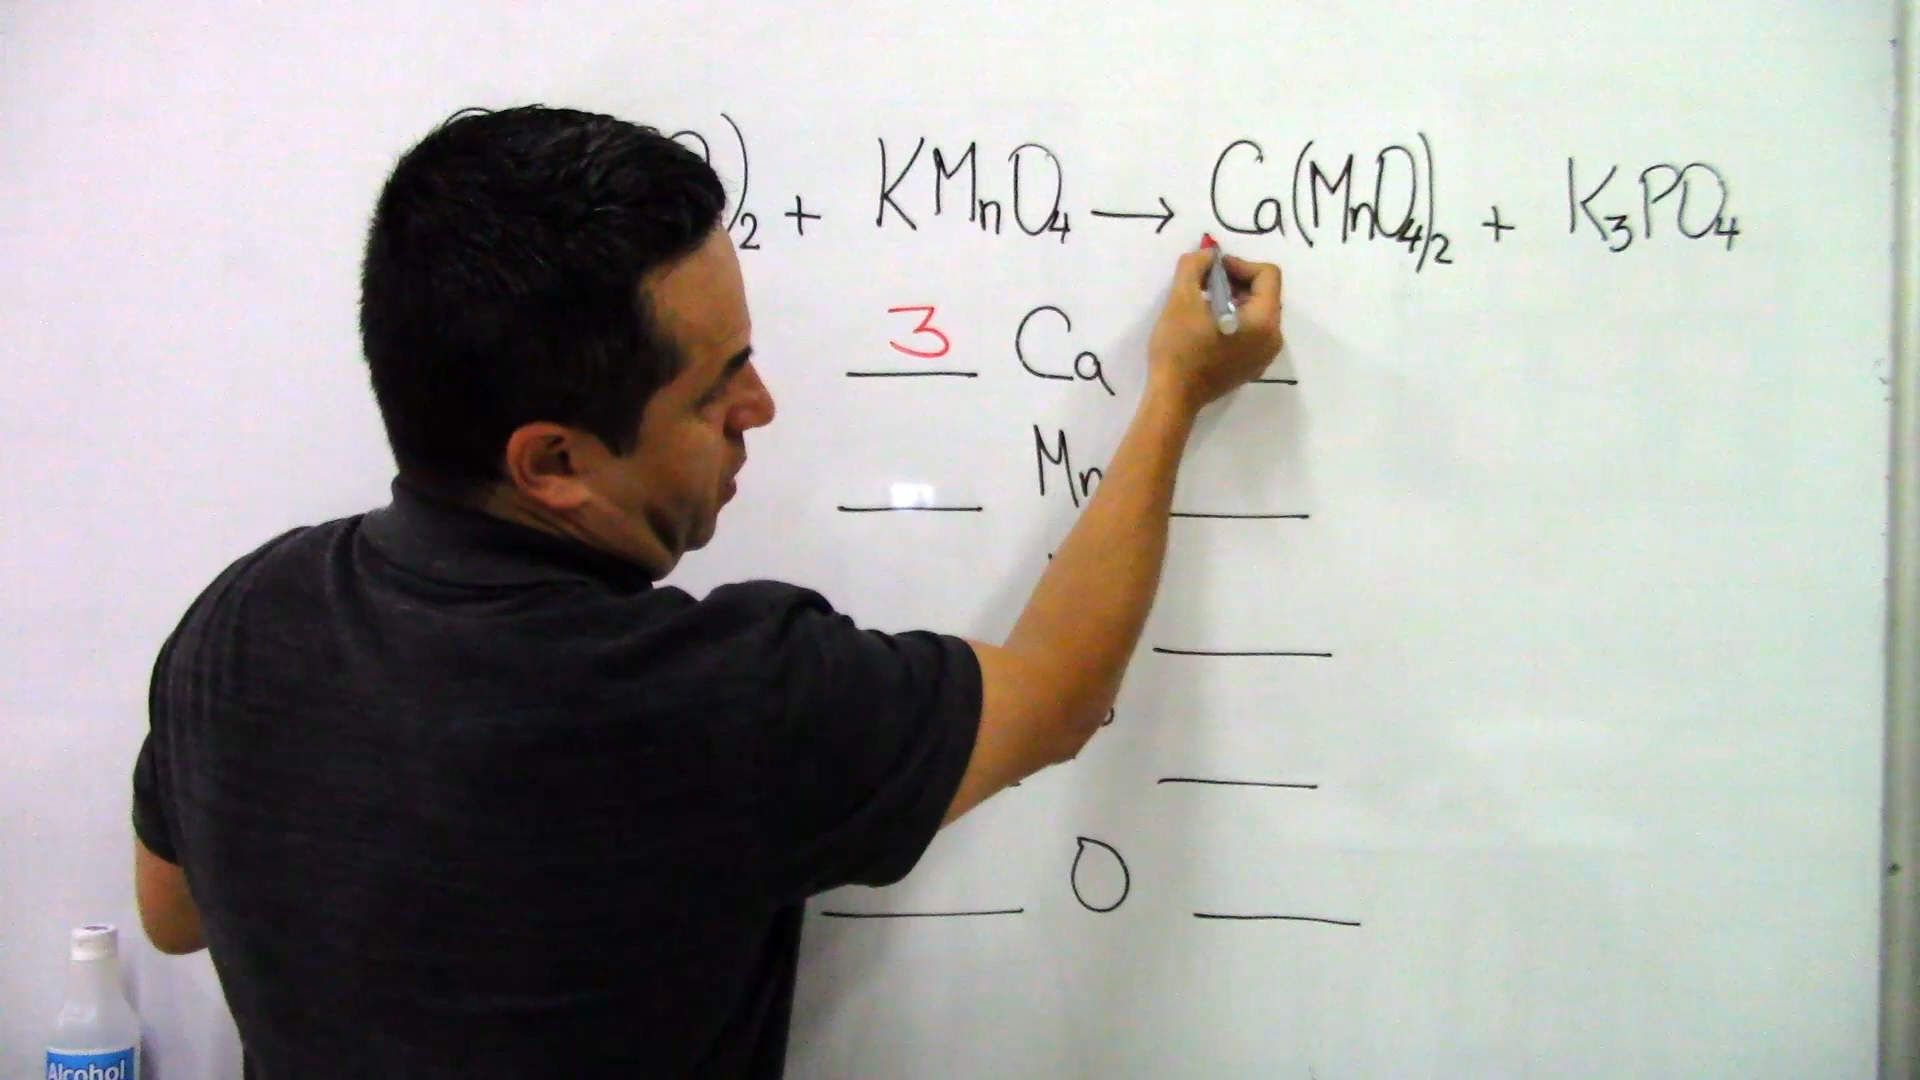 )₂ + KMnO₄ → Ca(MnO₄)₂ + K₃PO₄
3 Ca
Mn
O
Alcohol